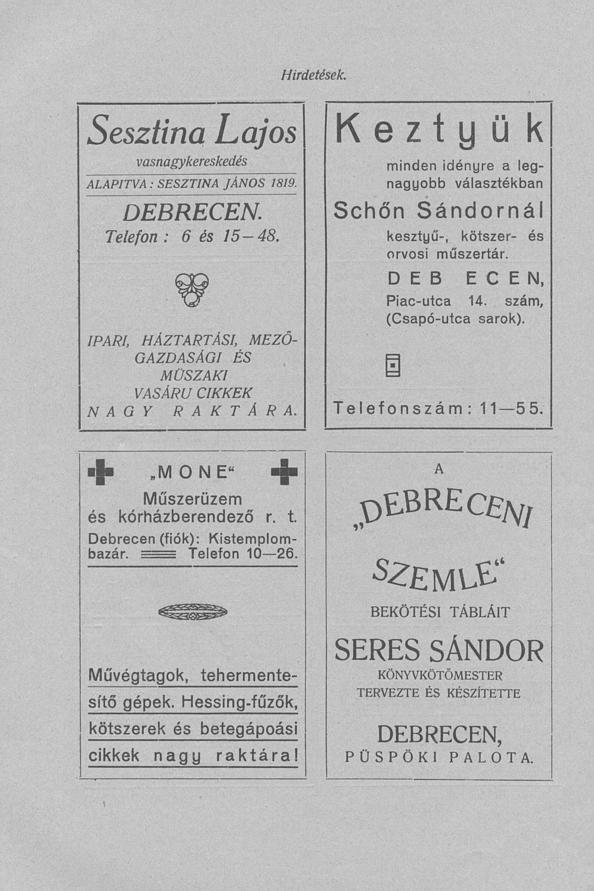 Hirdetések.
Sesztina Lajos
vasnagykereskedés
ALAPITVA : SESZTINA JÁNOS 1819.
DEBRECEN.
Telefon : 6 és 15—48.
IPARI, HÁZTARTÁSI, MEZŐ-
GAZDASÁGI ÉS
MŰSZAKI
VASÁRU CIKKEK
NAGY RAKTÁRA.
Keztyük
minden idényre a leg-
nagyobb választékban
Schőn Sándornál
kesztyű-, kötszer- és
orvosi műszertár.
DEB ECEN,
Piac-utca 14. szám,
(Csapó-utca sarok).
Telefonszám: 11—55.
„MONE“
Műszerüzem
és kórházberendező r. t.
Debrecen (fiók): Kistemplom-
bazár. Telefon 10—26.
Művégtagok, tehermente-
sítő gépek. Hessing-fűzők,
kötszerek és betegápoási
cikkek nagy raktára!
A
„DEBRECENI
SZEMLE“
BEKÖTÉSI TÁBLÁIT
SERES SÁNDOR
KÖNYVKÖTŐMESTER
TERVEZTE ÉS KÉSZÍTETTE
DEBRECEN,
PÜSPÖKI PALOTA.